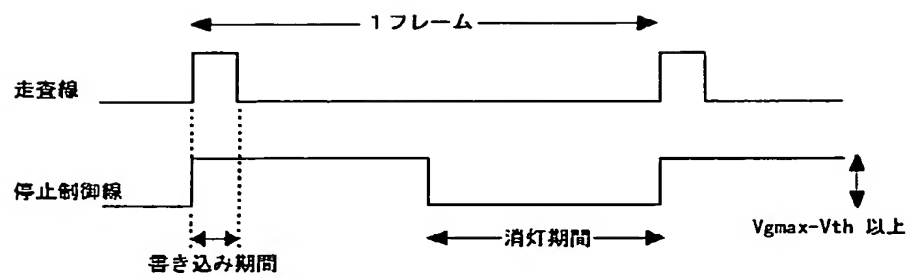 1フレーム
走査線
停止制御線
消灯期間
Vgmax-Vth 以上
書き込み期間